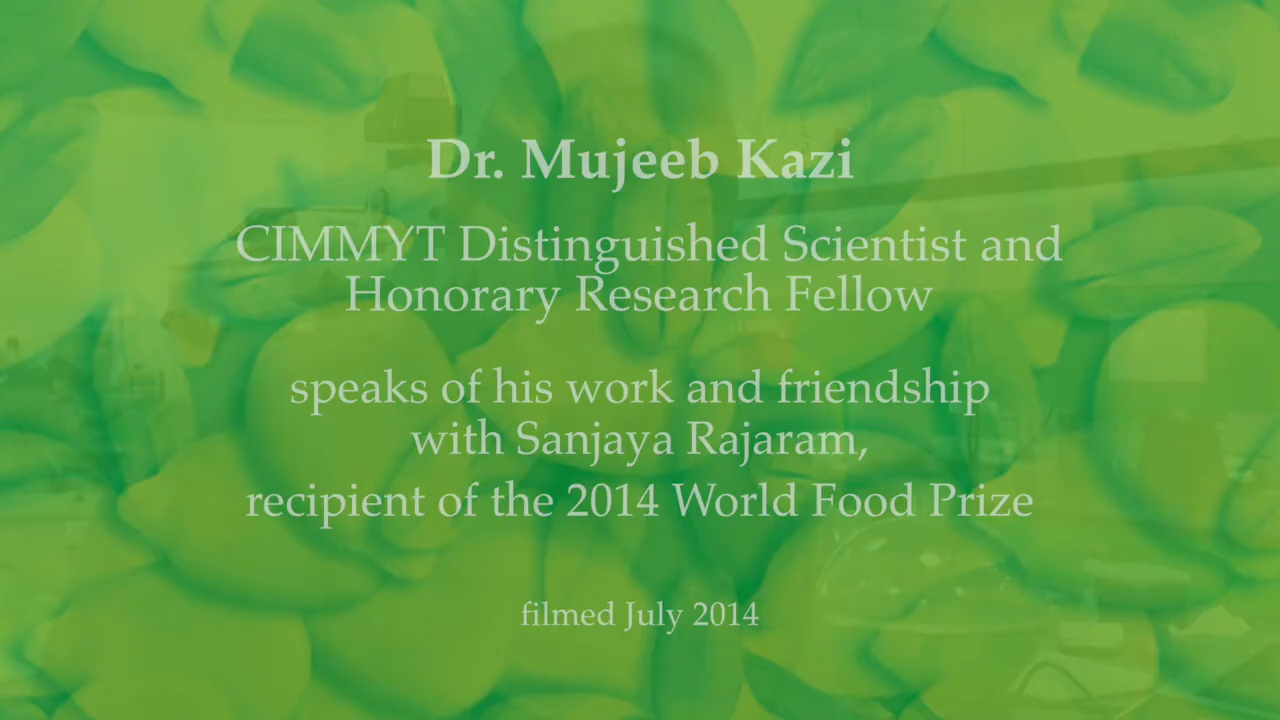 Dr. Mujeeb Kazi
CIMMYT Distinguished Scientist and
Honorary Research Fellow
speaks of his work and friendship
with Sanjaya Rajaram,
recipient of the 2014 World Food Prize
filmed July 2014